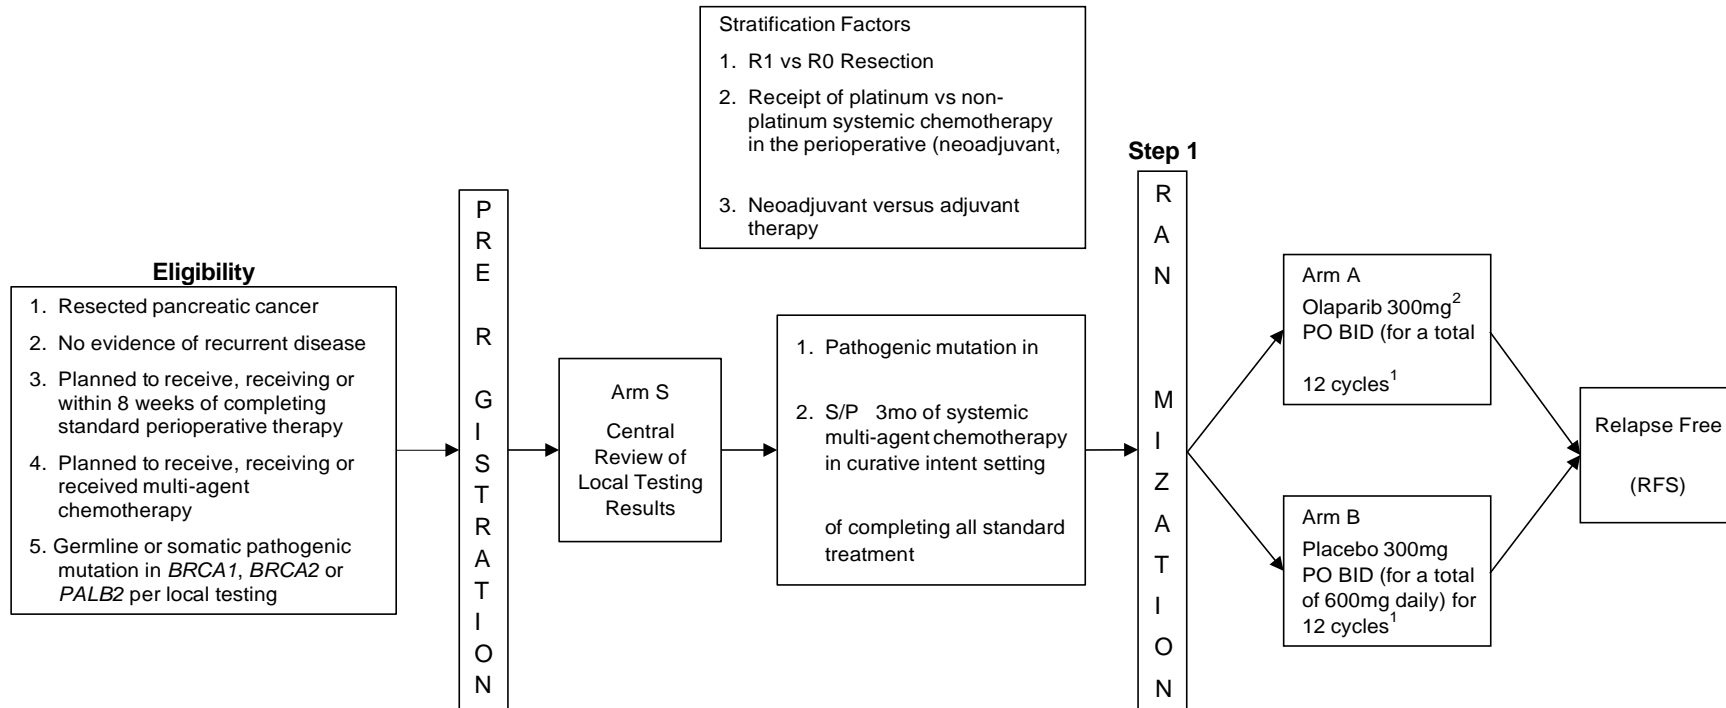 Stratification Factors
1. R1 vs R0 Resection
2. Receipt of platinum vs non-
platinum systemic chemotherapy
in the perioperative (neoadjuvant,
3. Neoadjuvant versus adjuvant
therapy
Eligibility
1. Resected pancreatic cancer
2. No evidence of recurrent disease
3. Planned to receive, receiving or
within 8 weeks of completing
standard perioperative therapy
4. Planned to receive, receiving or
received multi-agent
chemotherapy
5. Germline or somatic pathogenic
mutation in BRCA1, BRCA2 or
PALB2 per local testing
P
R
E
R
G
I
S
T
R
A
T
I
O
N
Arm S
Central
Review of
Local Testing
Results
1. Pathogenic mutation in
2. S/P 3mo of systemic
multi-agent chemotherapy
in curative intent setting
of completing all standard
treatment
Step 1
R
A
N
M
I
Z
A
T
I
O
N
Arm A
Olaparib 300mg2
PO BID (for a total
12 cycles1
Arm B
Placebo 300mg
PO BID (for a total
of 600mg daily) for
12 cycles1
Relapse Free
(RFS)